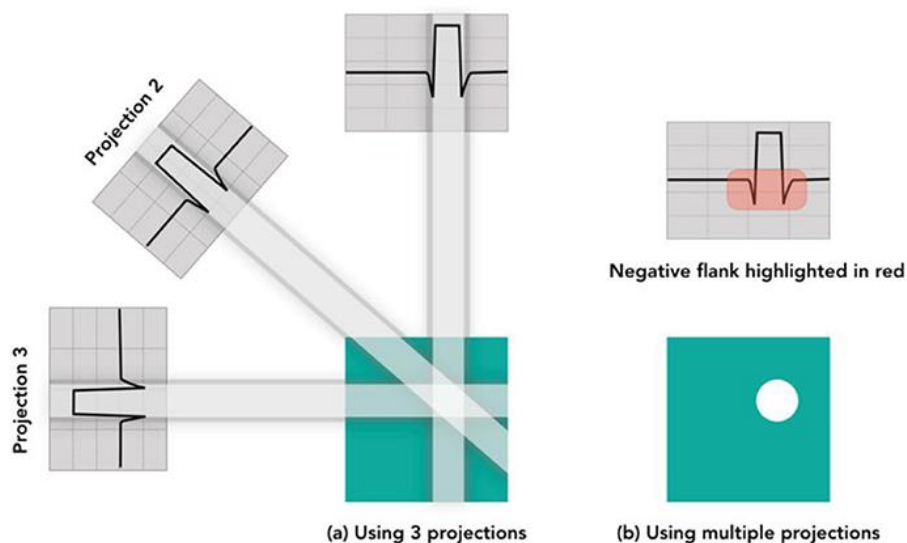 Projection 2
Negative flank highlighted in red
Projection 3
(a) Using 3 projections
(b) Using multiple projections